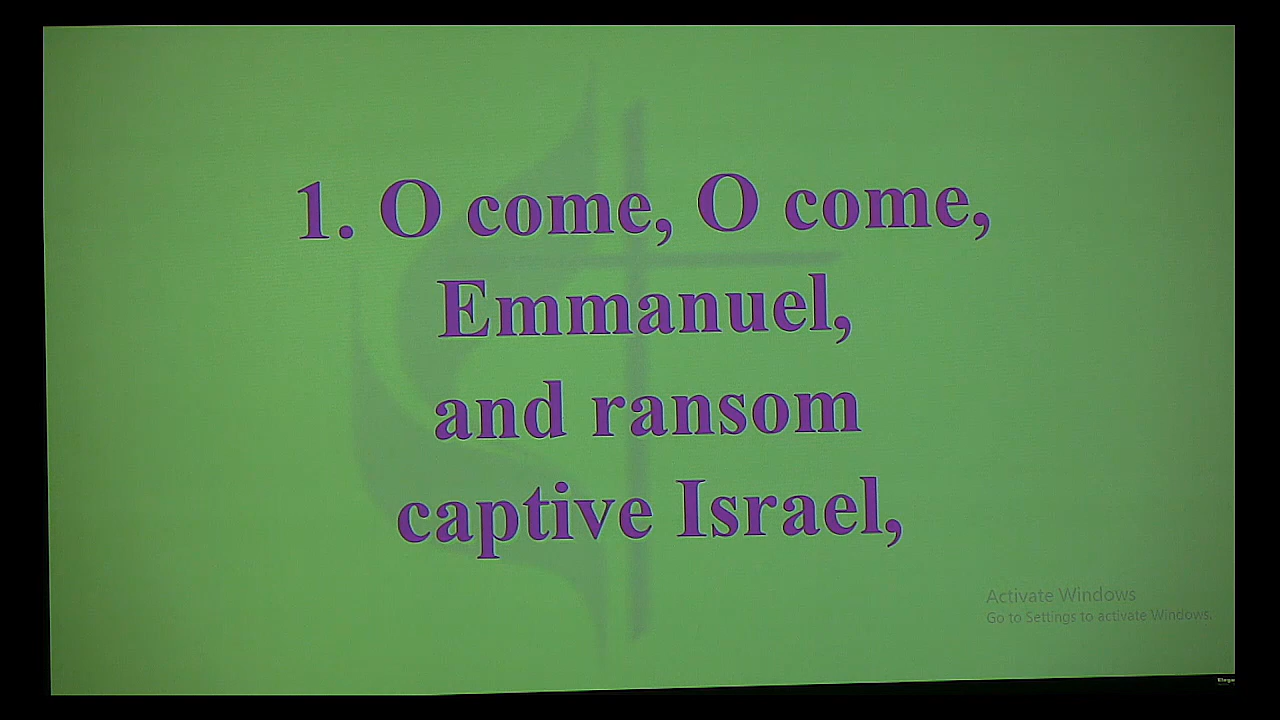 1. O come, O come,
Emmanuel,
and ransom
captive Israel,
Activate Windows
Go to Settings to activate Windows.